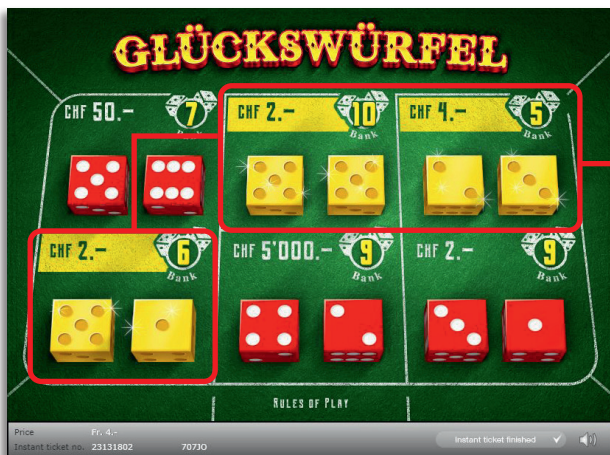 GLÜCKSWÜRFEL
CHF 50.- 7 Bank
CHF 2.- 10 Bank
CHF 4.- 5 Bank
CHF 2.- 6 Bank
CHF 5'000.- 9 Bank
CHF 2.- 9 Bank
RULES OF PLAY
Price Fr. 4.-
Instant ticket no. 23131802 707JO
Instant ticket finished